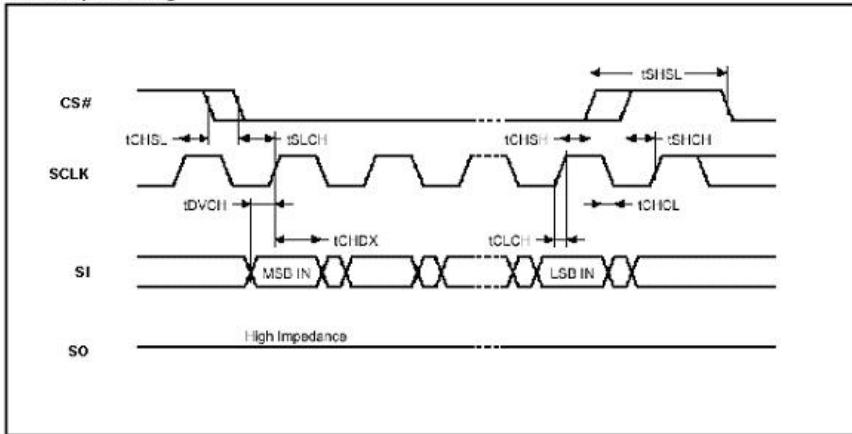 tSHSL
CS#
tCHSL
tSLCH
tCHSH
tSHCH
SCLK
tDVCH
tCHCL
tCHDX
tCLCH
SI
MSB IN
LSB IN
High Impedance
SO